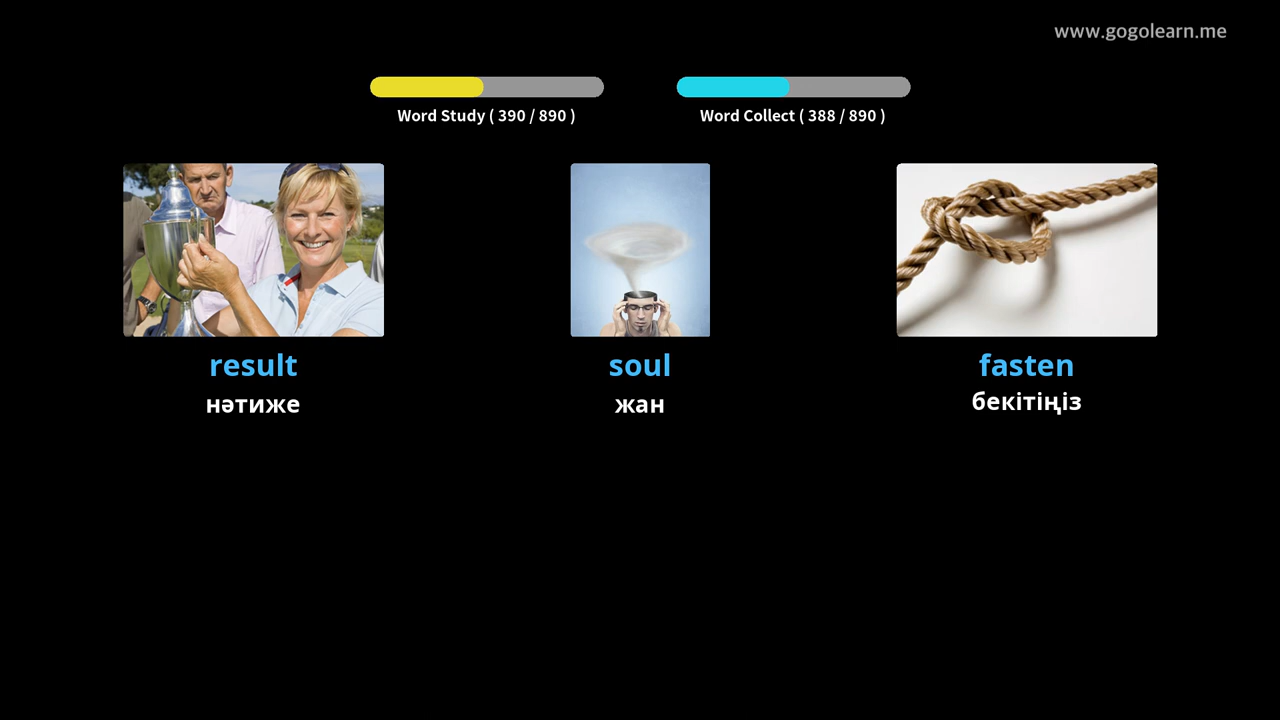 www.gogolearn.me
Word Study ( 390 / 890 )
Word Collect ( 388 / 890 )
result
нәтиже
soul
жан
fasten
бекітіңіз